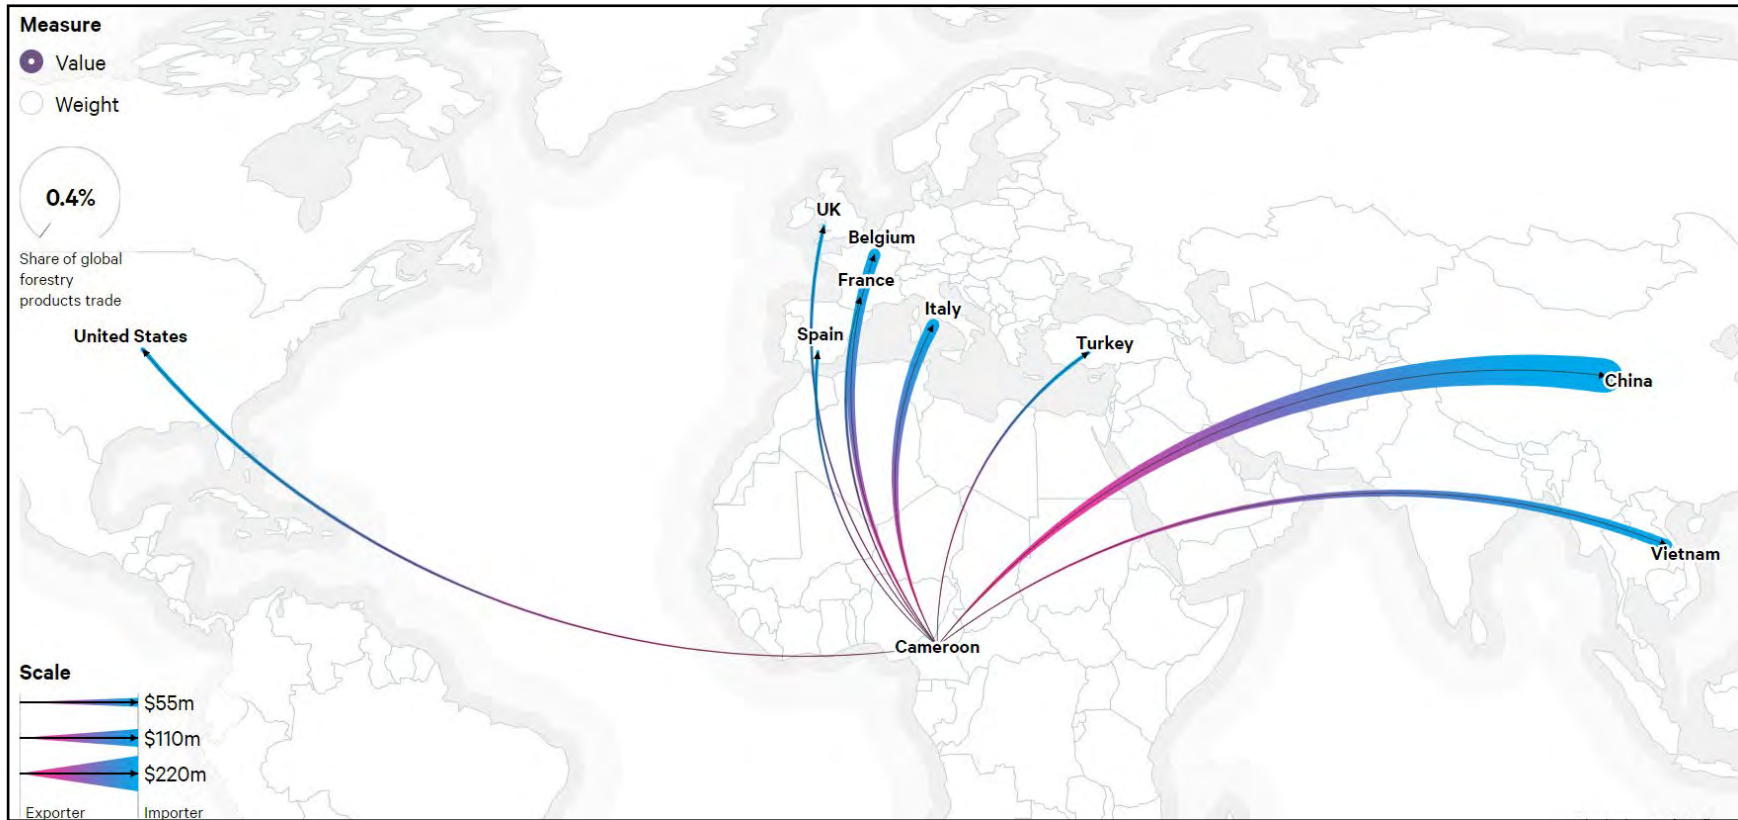 Measure
Value
Weight
0.4%
Share of global
forestry
products trade
United States
UK
Belgium
France
Italy
Spain
Turkey
China
Vietnam
Cameroon
Scale
$55m
$110m
$220m
Exporter
Importer